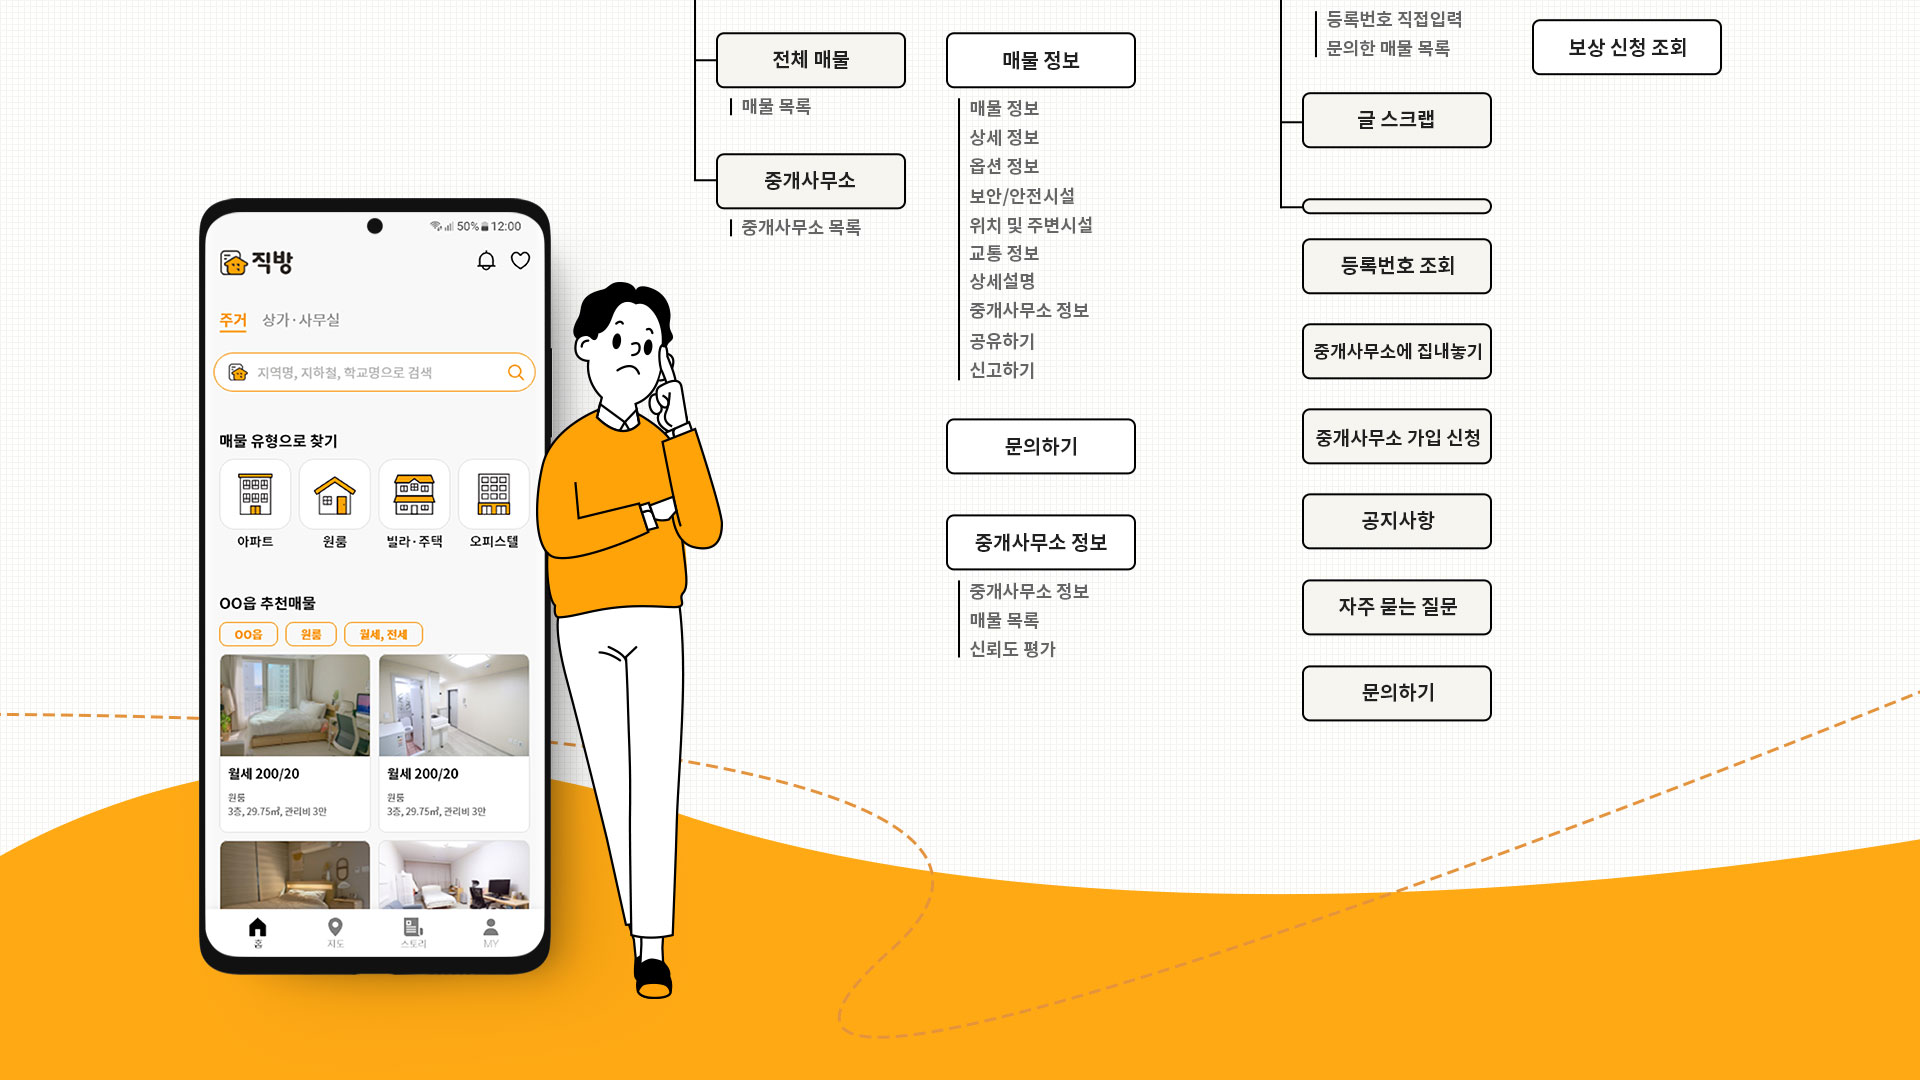 50% 12:00
직방
주거 상가·사무실
지역명, 지하철, 학교명으로 검색
매물 유형으로 찾기
아파트 원룸 빌라·주택 오피스텔
OO읍 추천매물
OO읍 원룸 월세, 전세
월세 200/20
원룸
3층, 29.75㎡, 관리비 3만
월세 200/20
원룸
3층, 29.75㎡, 관리비 3만
홈 지도 스토리 MY
전체 매물
매물 목록
중개사무소
중개사무소 목록
매물 정보
매물 정보
상세 정보
옵션 정보
보안/안전시설
위치 및 주변시설
교통 정보
상세설명
중개사무소 정보
공유하기
신고하기
문의하기
중개사무소 정보
중개사무소 정보
매물 목록
신뢰도 평가
등록번호 직접입력
문의한 매물 목록
글 스크랩
등록번호 조회
중개사무소에 집내놓기
중개사무소 가입 신청
공지사항
자주 묻는 질문
문의하기
보상 신청 조회